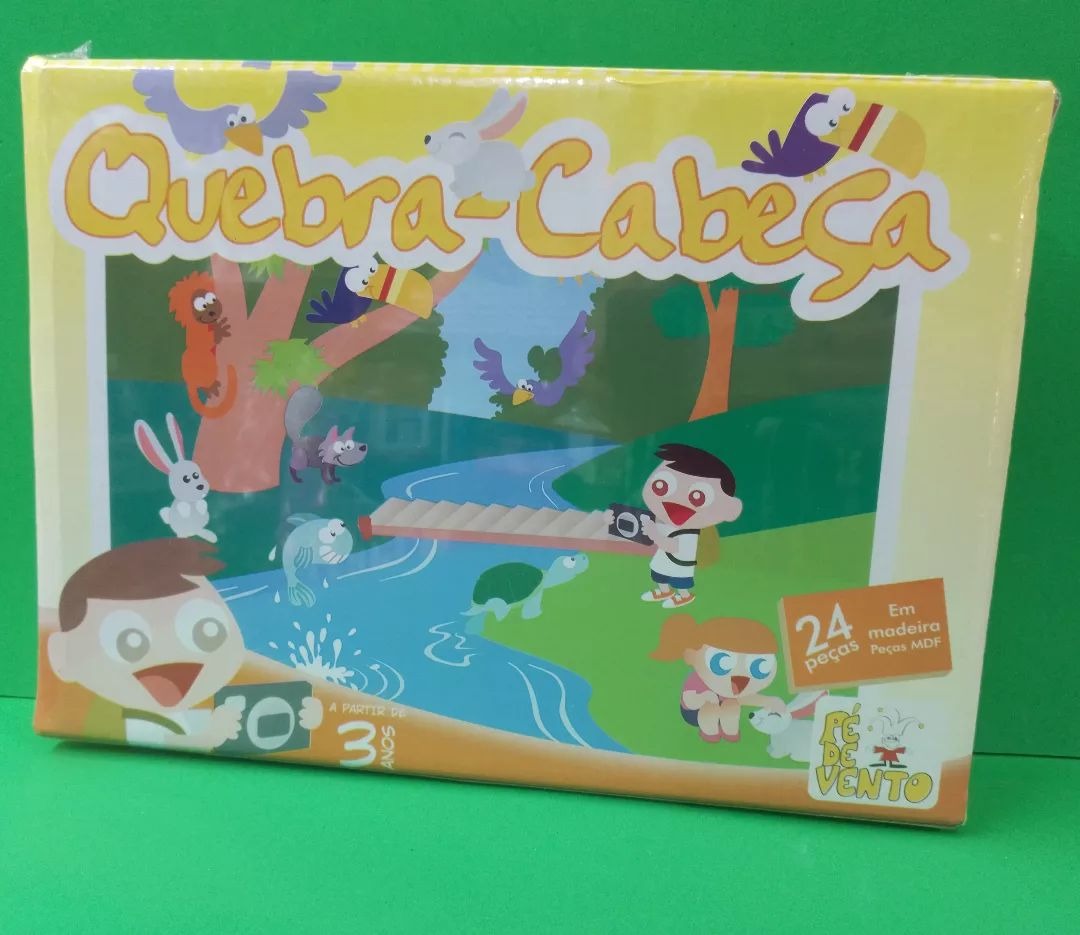 Quebra-Cabeça
24
peças
Em
madeira
Peças MDF
A PARTIR DE
3
ANOS
PÉ
DE
VENTO